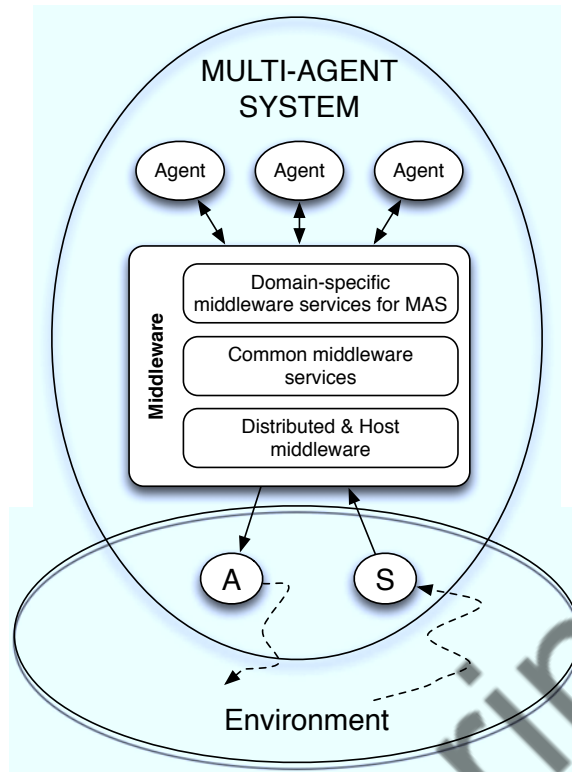 MULTI-AGENT
SYSTEM
Agent
Agent
Agent
Middleware
Domain-specific
middleware services for MAS
Common middleware
services
Distributed & Host
middleware
A
S
Environment
rin